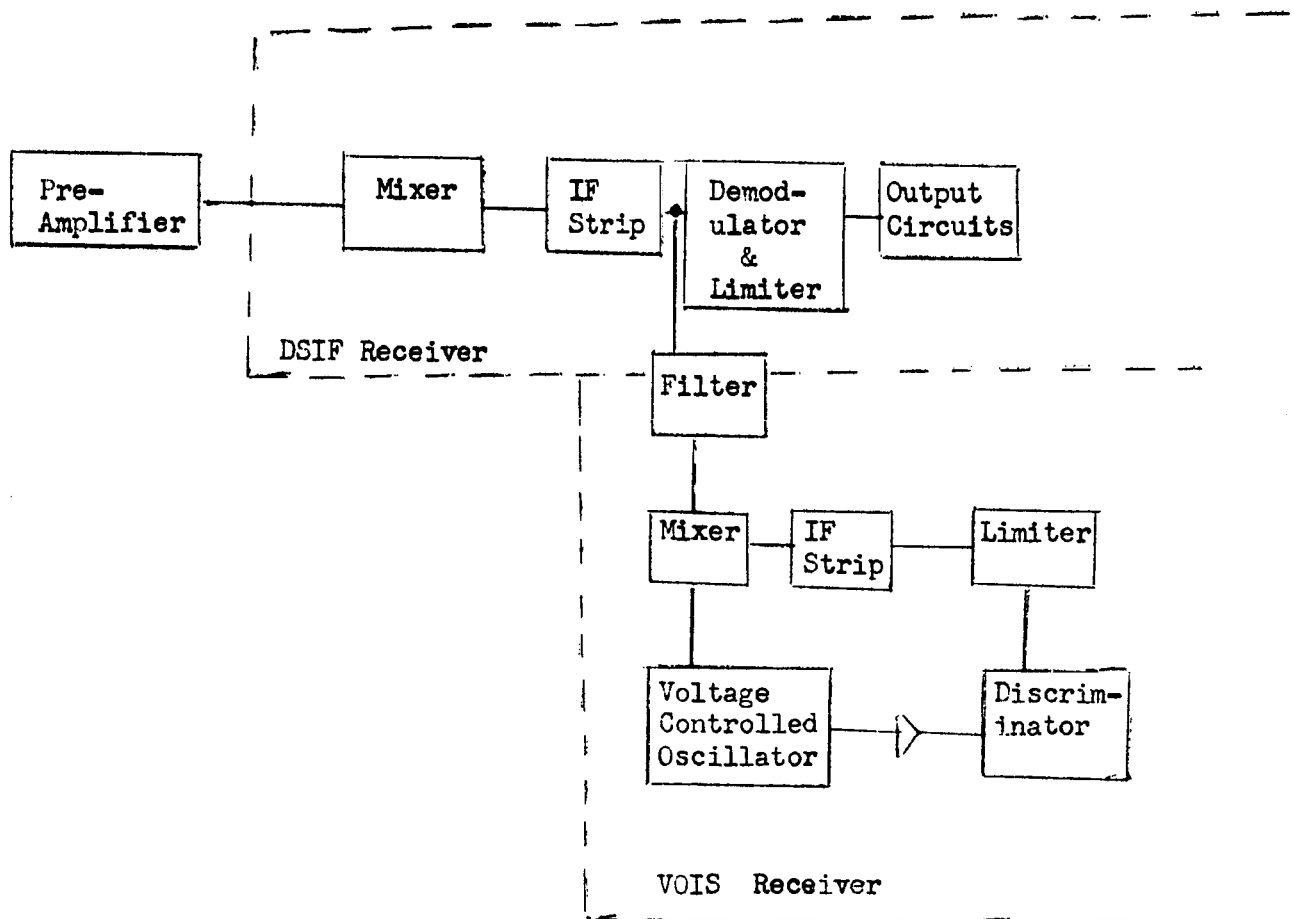 Pre-
Amplifier
Mixer
IF
Strip
Demod-
ulator
&
Limiter
Output
Circuits
DSIF Receiver
Filter
Mixer
IF
Strip
Limiter
Voltage
Controlled
Oscillator
Discrim-
inator
VOIS Receiver